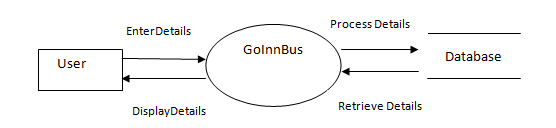 Process Details
EnterDetails
GoInnBus
User
Database
DisplayDetails
Retrieve Details